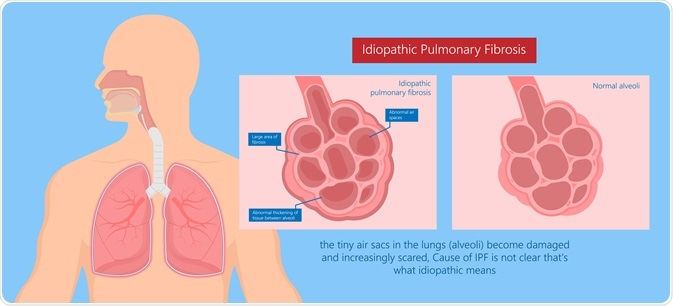 Idiopathic Pulmonary Fibrosis
Idiopathic
pulmonary fibrosis
Abnormal air
spaces
Large area of
fibrosis
Abnormal thickening of
tissue between alveoli
Normal alveoli
the tiny air sacs in the lungs (alveoli) become damaged
and increasingly scared, Cause of IPF is not clear that's
what idiopathic means